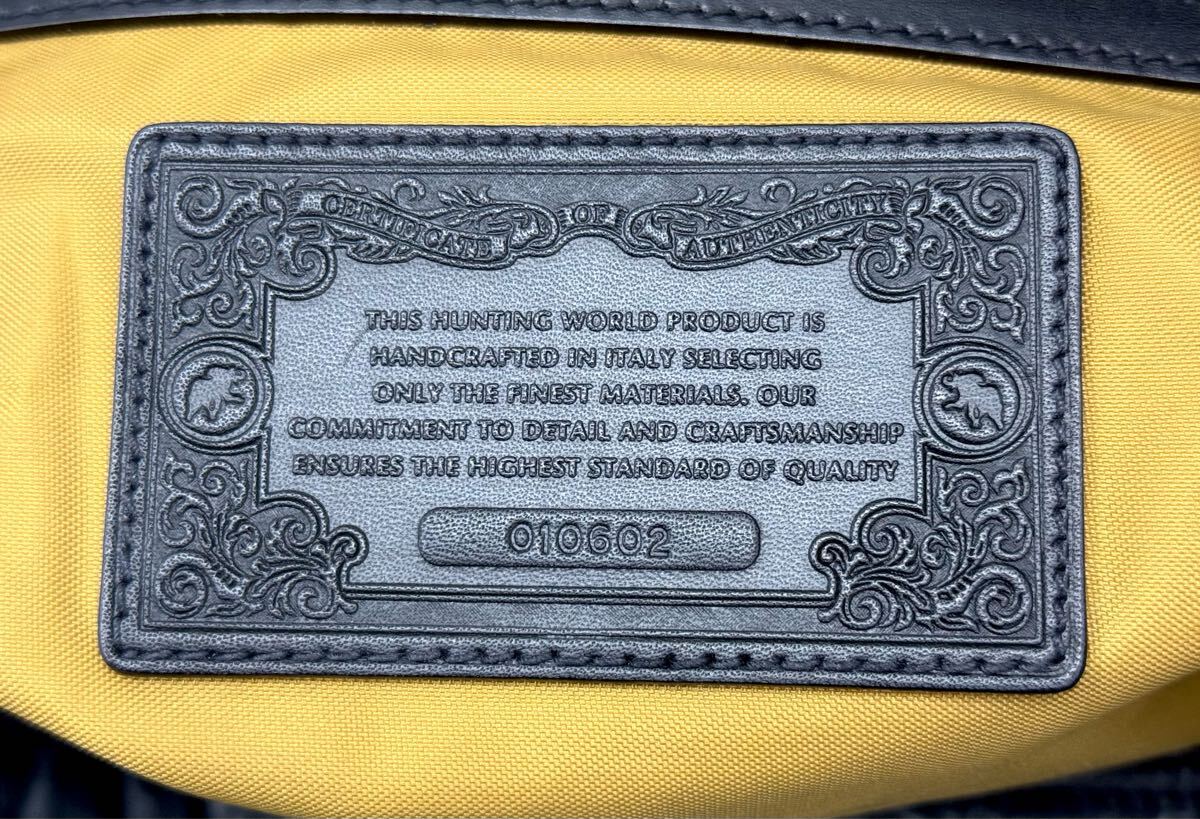 CERTIFICATE OF AUTHENTICITY
THIS HUNTING WORLD PRODUCT IS
HANDCRAFTED IN ITALY SELECTING
ONLY THE FINEST MATERIALS. OUR
COMMITMENT TO DETAIL AND CRAFTSMANSHIP
ENSURES THE HIGHEST STANDARD OF QUALITY
010602